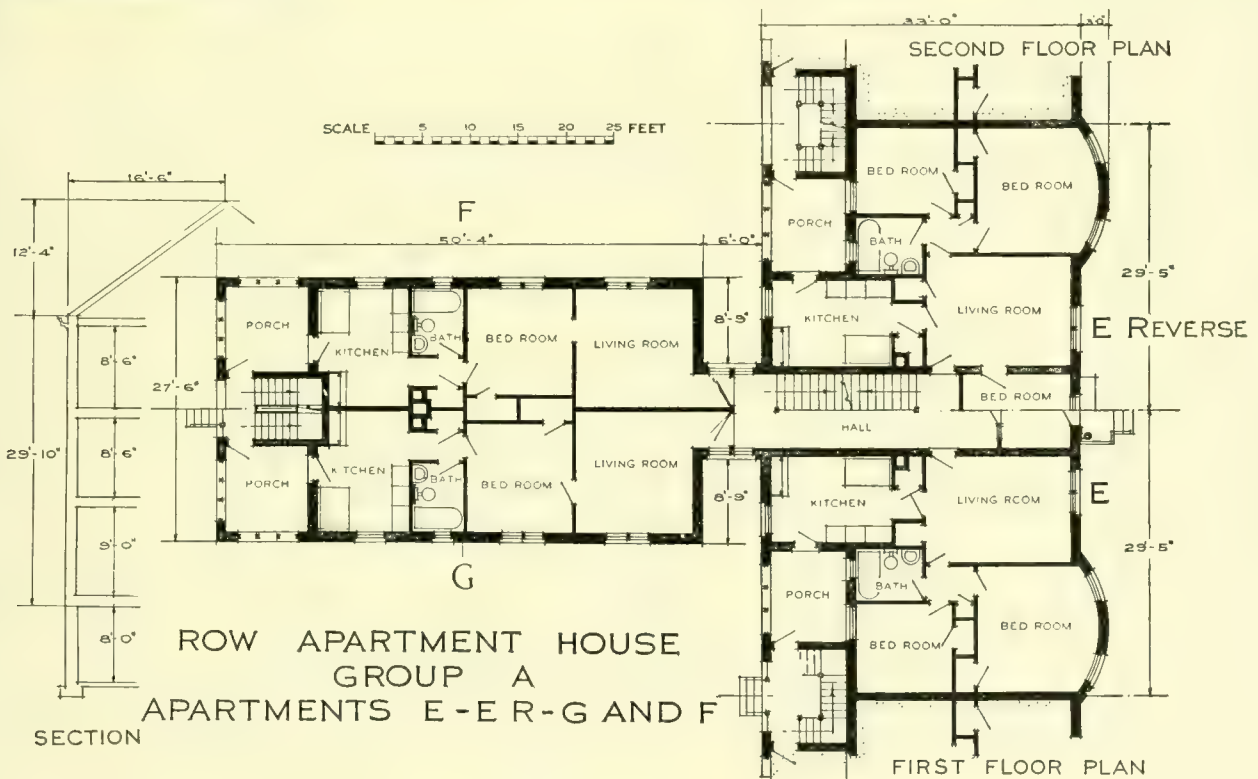 33'-0" 3'0"
SECOND FLOOR PLAN
SCALE 5 10 15 20 25 FEET
16'-6"
12'-4"
F
50'-4" 6'-0"
BED ROOM
BED ROOM
PORCH
BATH
29'-5"
8'-9"
KITCHEN
LIVING ROOM
E REVERSE
PORCH
KITCHEN
BATH
BED ROOM
LIVING ROOM
8'-6"
27'-6"
BED ROOM
HALL
29'-10"
8'-6"
PORCH
KITCHEN
BATH
BED ROOM
LIVING ROOM
8'-9"
KITCHEN
LIVING ROOM
E
29'-5"
9'-0"
G
PORCH
BATH
BED ROOM
BED ROOM
8'-0"
ROW APARTMENT HOUSE
GROUP A
APARTMENTS E-E R-G AND F
SECTION
FIRST FLOOR PLAN